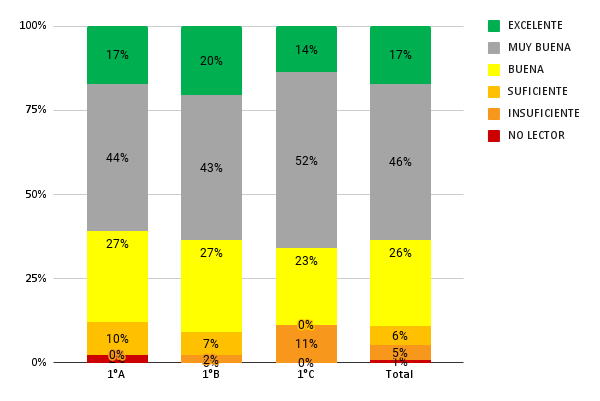 100%
75%
50%
25%
0%
17%
44%
27%
10%
0%
1°A
20%
43%
27%
7%
2%
1°B
14%
52%
23%
0%
11%
0%
1°C
17%
46%
26%
6%
5%
1%
Total
EXCELENTE
MUY BUENA
BUENA
SUFICIENTE
INSUFICIENTE
NO LECTOR